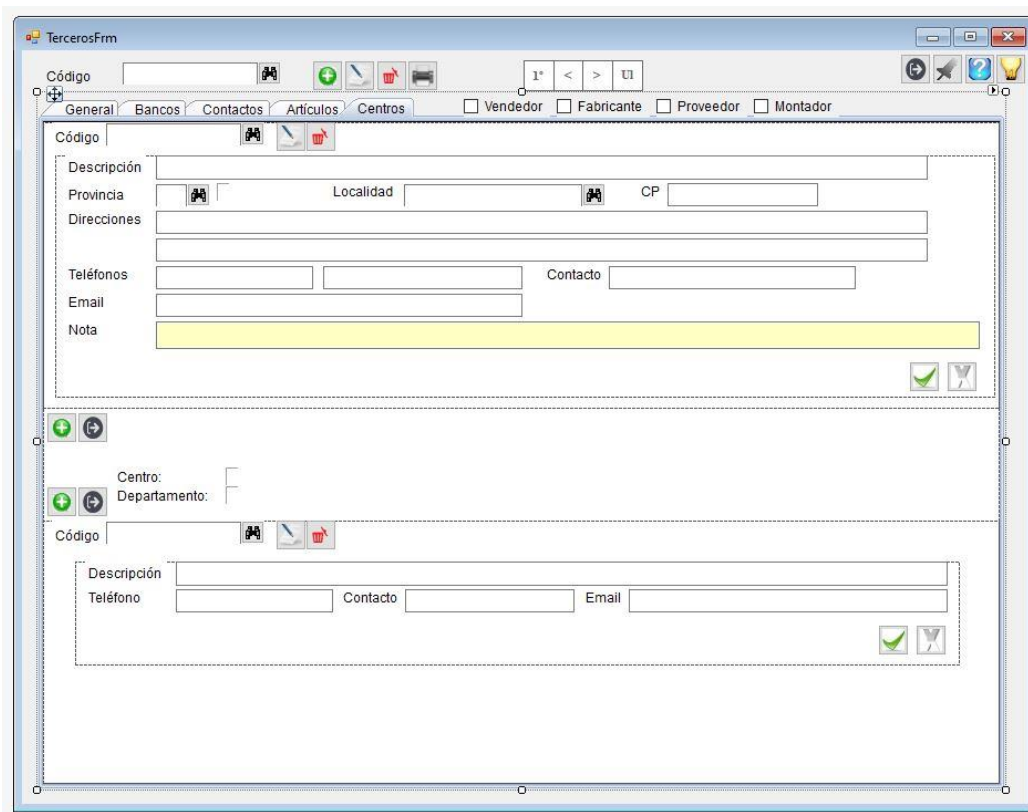 TercerosFrm
Código
1° < > Ul
General Bancos Contactos Artículos Centros Vendedor Fabricante Proveedor Montador
Código
Descripción
Provincia Localidad CP
Direcciones
Teléfonos Contacto
Email
Nota
Centro:
Departamento:
Código
Descripción
Teléfono Contacto Email